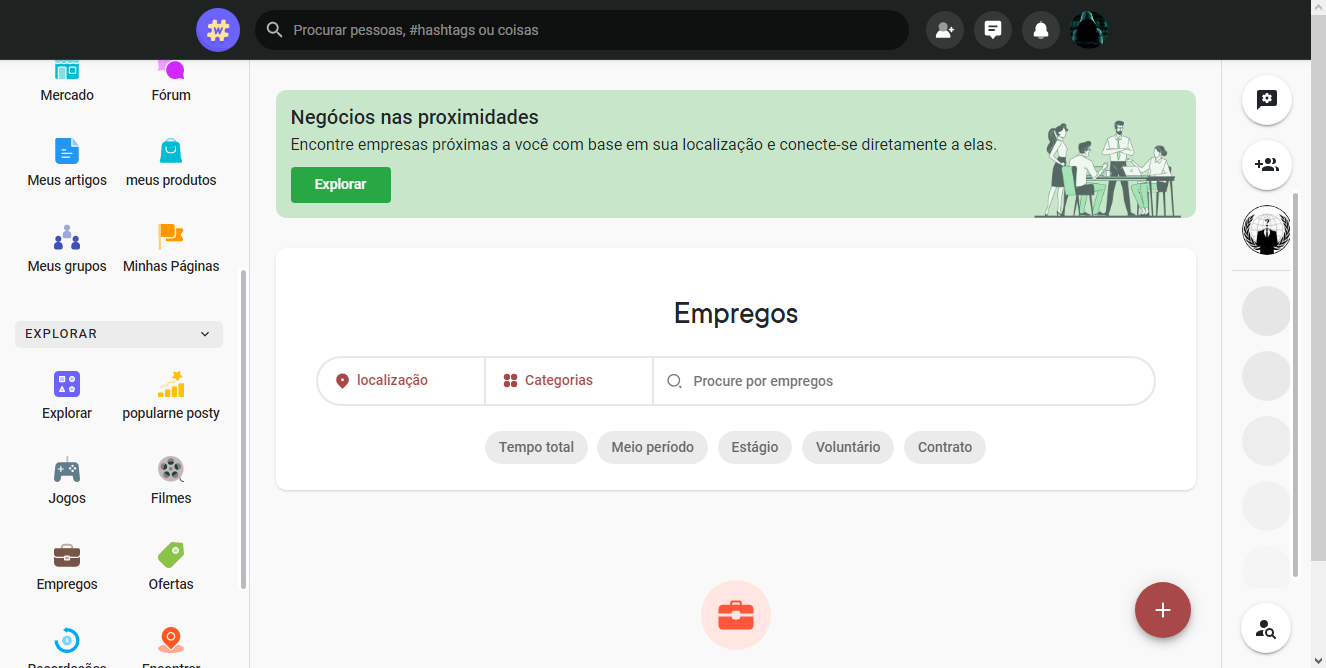 Procurar pessoas, #hashtags ou coisas
Mercado
Fórum
Meus artigos
meus produtos
Meus grupos
Minhas Páginas
EXPLORAR
Explorar
popularne posty
Jogos
Filmes
Empregos
Ofertas
Negócios nas proximidades
Encontre empresas próximas a você com base em sua localização e conecte-se diretamente a elas.
Explorar
Empregos
localização
Categorias
Procure por empregos
Tempo total
Meio período
Estágio
Voluntário
Contrato